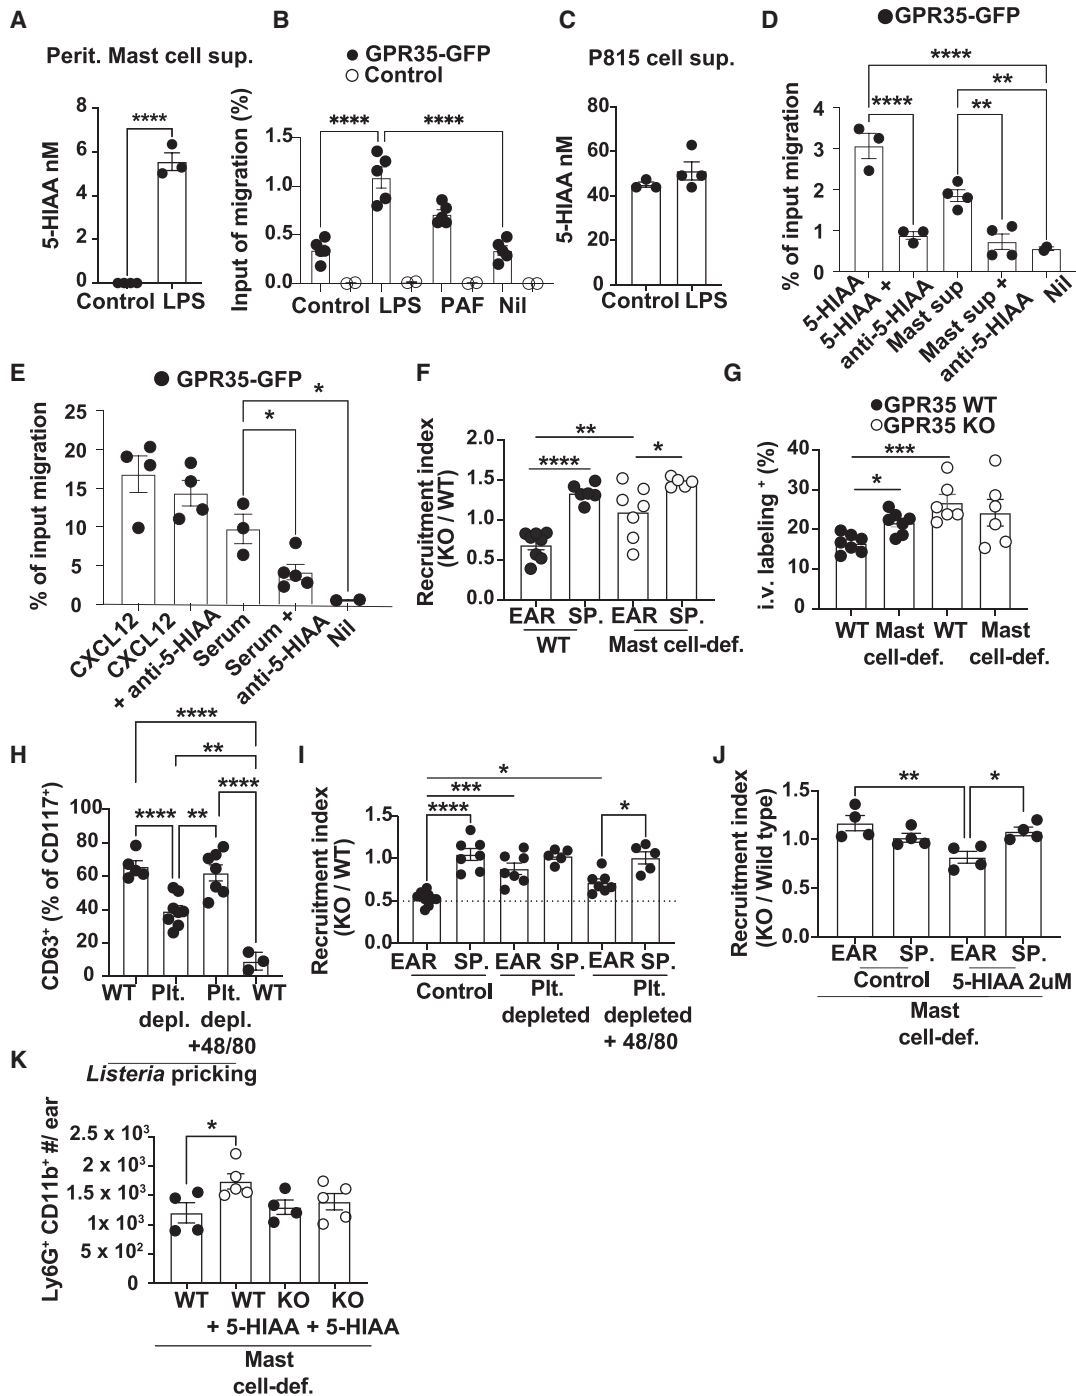 A
Perit. Mast cell sup.
5-HIAA nM
8
6
4
2
0
****
Control LPS
B
GPR35-GFP
Control
Input of migration (%)
1.5
1.0
0.5
0.0
****
****
Control LPS PAF Nil
C
P815 cell sup.
5-HIAA nM
80
60
40
20
0
Control LPS
D
GPR35-GFP
% of input migration
4
3
2
1
0
****
**
****
**
5-HIAA
5-HIAA +
anti-5-HIAA
Mast sup
Mast sup +
anti-5-HIAA
Nil
E
GPR35-GFP
% of input migration
25
20
15
10
5
0
*
*
CXCL12
CXCL12
+ anti-5-HIAA
Serum
Serum +
anti-5-HIAA
Nil
F
Recruitment index
(KO / WT)
2.0
1.5
1.0
0.5
0.0
**
****
*
EAR SP. EAR SP.
WT Mast cell-def.
G
GPR35 WT
GPR35 KO
i.v. labeling + (%)
40
30
20
10
0
***
*
WT Mast WT Mast
cell-def. cell-def.
H
CD63+ (% of CD117+)
100
80
60
40
20
0
****
**
****
****
**
WT Plt. Plt. WT
depl. depl.
+48/80
Listeria pricking
I
Recruitment index
(KO / WT)
1.5
1.0
0.5
0.0
*
***
****
*
EAR SP. EAR SP. EAR SP.
Control Plt. Plt.
depleted depleted
+ 48/80
J
Recruitment index
(KO / Wild type)
1.5
1.0
0.5
0.0
**
*
EAR SP. EAR SP.
Control 5-HIAA 2uM
Mast
cell-def.
K
Ly6G+ CD11b+ #/ ear
2.5 x 10³
2 x 10³
1.5 x 10³
1x 10³
5 x 10²
0
*
WT WT KO KO
+ 5-HIAA + 5-HIAA
Mast
cell-def.